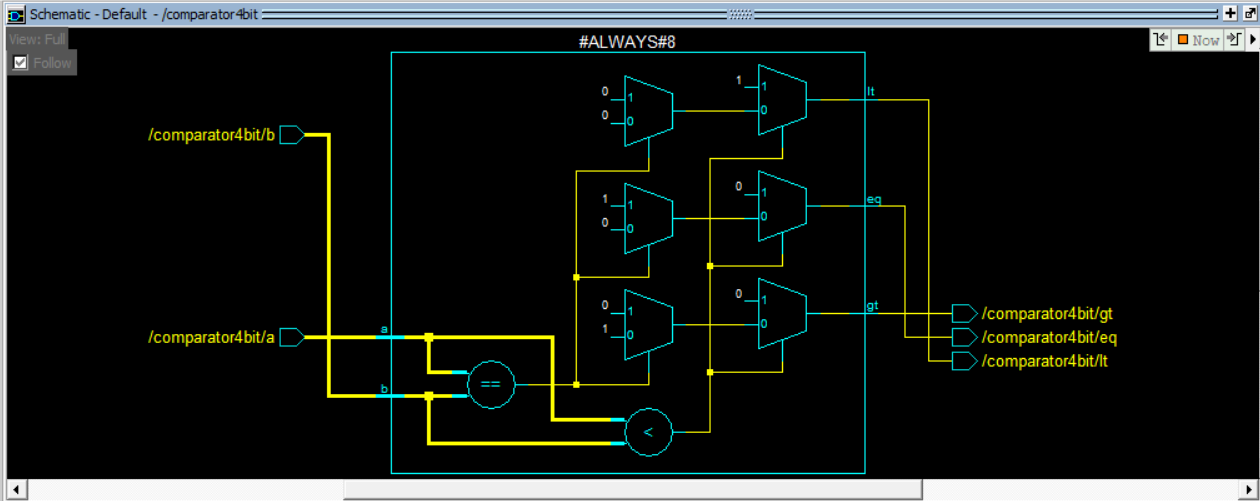 Schematic - Default - /comparator4bit
View: Full
Follow
Now
#ALWAYS#8
1
0 1 1 lt
0 0 0
/comparator4bit/b
0 1 eq
1 1
0 0 0
0 1 gt
0 1
1 0 0
/comparator4bit/gt
/comparator4bit/a a
/comparator4bit/eq
/comparator4bit/lt
b ==
<